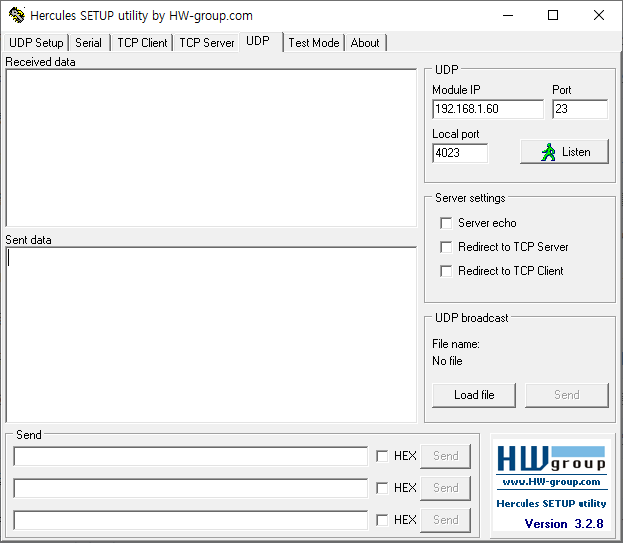 Hercules SETUP utility by HW-group.com
UDP Setup Serial TCP Client TCP Server UDP Test Mode About
Received data
Sent data
UDP
Module IP Port
192.168.1.60 23
Local port
4023 Listen
Server settings
Server echo
Redirect to TCP Server
Redirect to TCP Client
UDP broadcast
File name:
No file
Load file Send
Send
HEX Send
HEX Send
HEX Send
HW group
www.HW-group.com
Hercules SETUP utility
Version 3.2.8